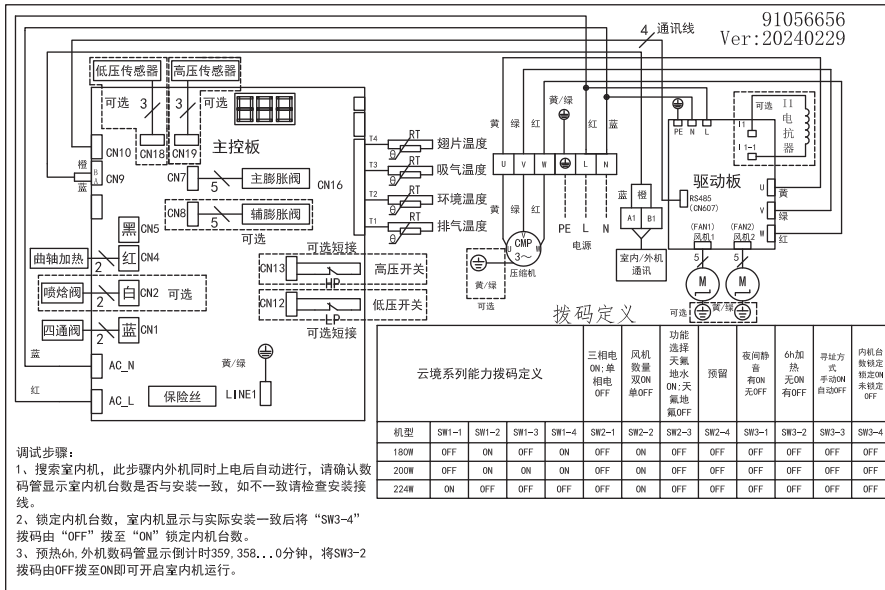 91056656
Ver:20240229
4 通讯线
低压传感器
高压传感器
可选
3
3
可选
主控板
CN10
CN18
CN19
橙
蓝
B
A
CN9
CN7
5
主膨胀阀
CN16
CN8
5
辅膨胀阀
可选
T4
RT
θ
翅片温度
T3
RT
θ
吸气温度
T2
RT
θ
环境温度
T1
RT
θ
排气温度
黑
CN5
曲轴加热
2
红
CN4
喷焓阀
2
白
CN2
可选
四通阀
2
蓝
CN1
可选短接
CN13
HP
高压开关
CN12
LP
低压开关
可选短接
蓝
AC_N
红
AC_L
保险丝
黄/绿
LINE1
黄
绿
红
黄/绿
红
蓝
U
V
W
L
N
PE
L
N
电源
V
U
W
CMP
3～
压缩机
黄/绿
可选
蓝
橙
A1
B1
室内/外机
通讯
PE
N
L
可选
I1
I1-1
II
电
抗
器
驱动板
RS485
(CN607)
U
黄
V
绿
W
红
(FAN1)
风机1
(FAN2)
风机2
5
5
M
M
可选
黄/绿
拨码定义
云境系列能力拨码定义
三相电
ON;单
相电
OFF
风机
数量
双ON
单OFF
功能
选择
天氟
地水
ON;天
氟地
氟OFF
预留
夜间静
音
有ON
无OFF
6h加
热
无ON
有OFF
寻址方
式
手动ON
自动OFF
内机台
数锁定
锁定ON
未锁定
OFF
机型 SW1-1 SW1-2 SW1-3 SW1-4 SW2-1 SW2-2 SW2-3 SW2-4 SW3-1 SW3-2 SW3-3 SW3-4
180W OFF ON OFF ON OFF ON OFF OFF OFF OFF OFF OFF
200W OFF ON ON ON OFF ON OFF OFF OFF OFF OFF OFF
224W ON OFF OFF OFF OFF ON OFF OFF OFF OFF OFF OFF
调试步骤：
1、搜索室内机，此步骤内外机同时上电后自动进行，请确认数
码管显示室内机台数是否与安装一致，如不一致请检查安装接
线。
2、锁定内机台数，室内机显示与实际安装一致后将“SW3-4”
拨码由“OFF”拨至“ON”锁定内机台数。
3、预热6h,外机数码管显示倒计时359,358...0分钟，将SW3-2
拨码由OFF拨至ON即可开启室内机运行。